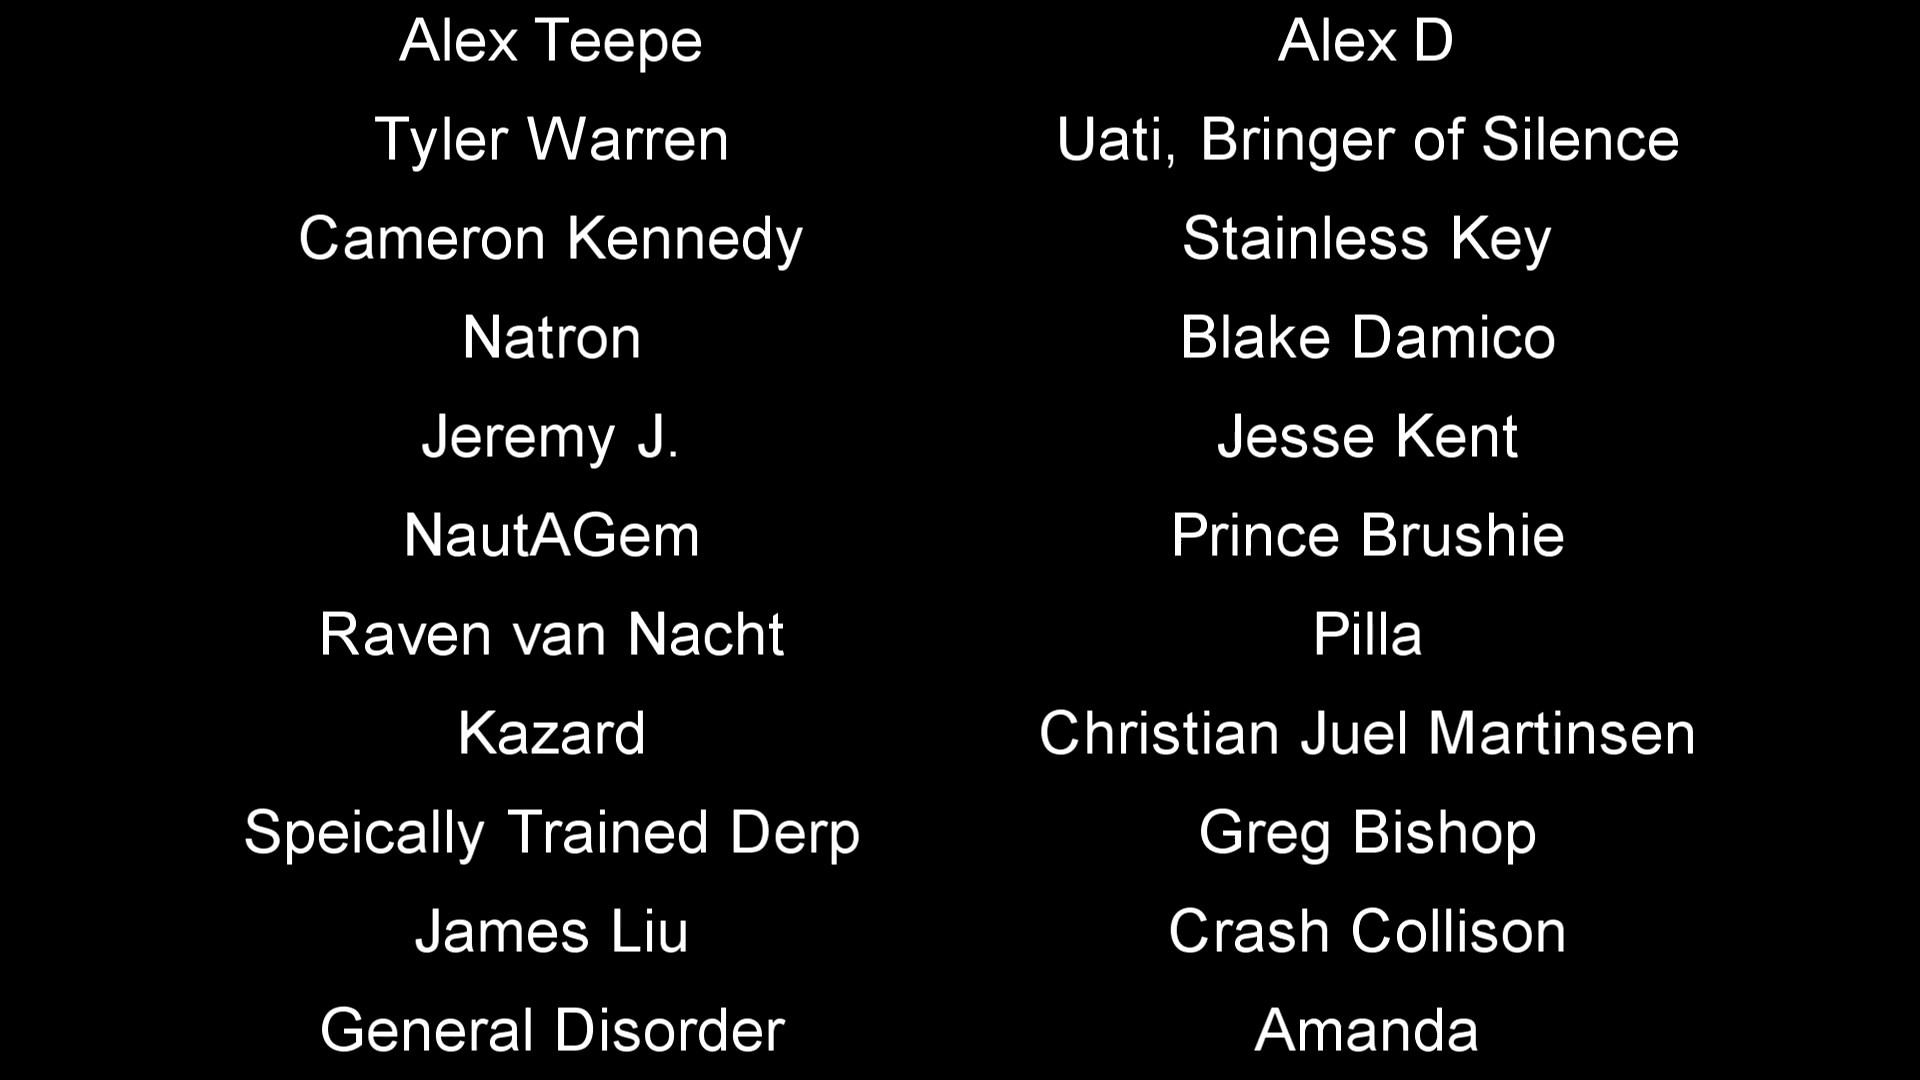 Alex Teepe
Alex D
Tyler Warren
Uati, Bringer of Silence
Cameron Kennedy
Stainless Key
Natron
Blake Damico
Jeremy J.
Jesse Kent
NautAGem
Prince Brushie
Raven van Nacht
Pilla
Kazard
Christian Juel Martinsen
Speically Trained Derp
Greg Bishop
James Liu
Crash Collison
General Disorder
Amanda